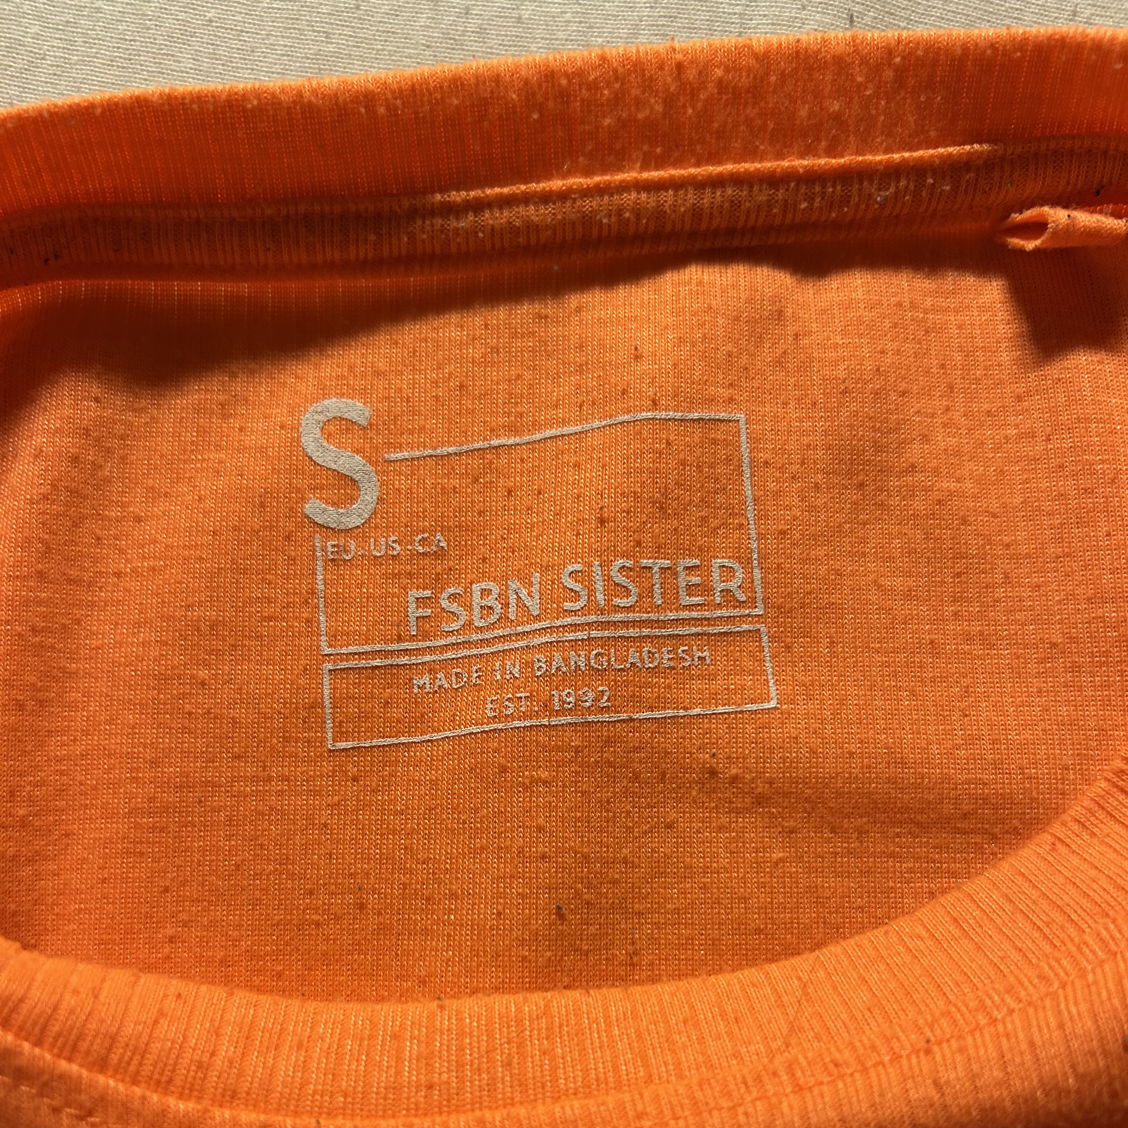 S
EU - US - CA
FSBN SISTER
MADE IN BANGLADESH
EST. 1992